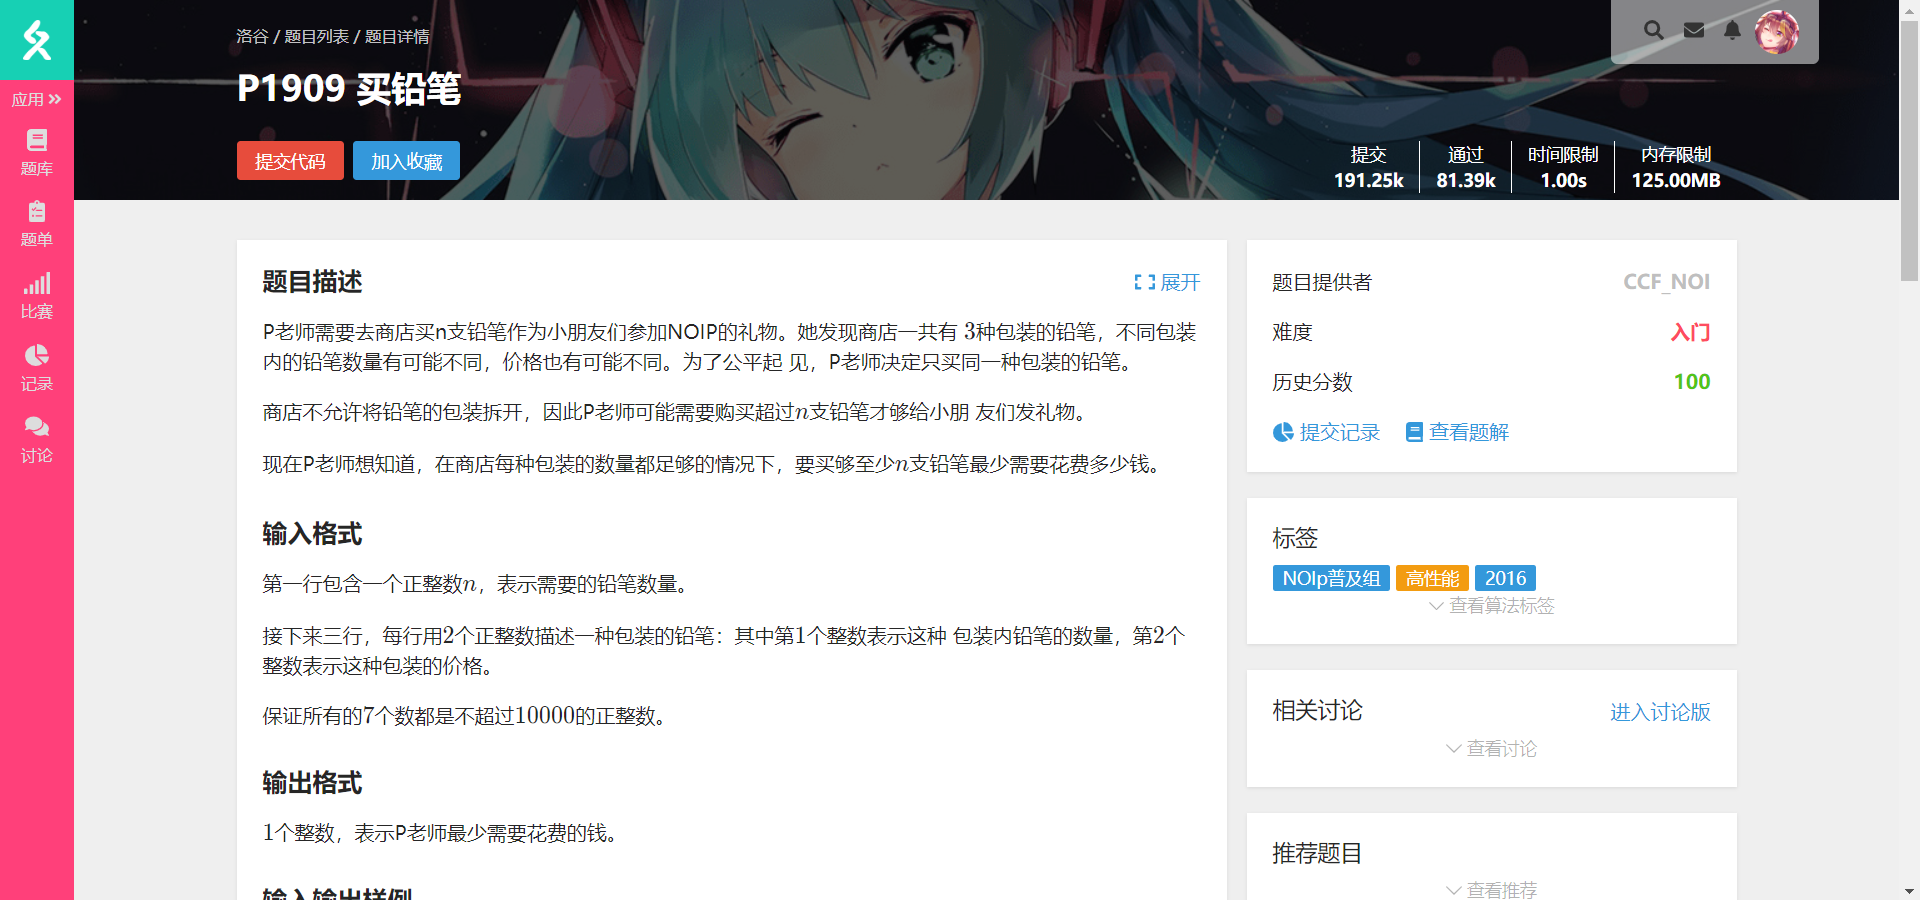 洛谷 / 题目列表 / 题目详情
P1909 买铅笔
提交代码
加入收藏
提交
191.25k
通过
81.39k
时间限制
1.00s
内存限制
125.00MB
应用
题库
题单
比赛
记录
讨论
题目描述
展开
P老师需要去商店买n支铅笔作为小朋友们参加NOIP的礼物。她发现商店一共有 3种包装的铅笔，不同包装
内的铅笔数量有可能不同，价格也有可能不同。为了公平起 见，P老师决定只买同一种包装的铅笔。
商店不允许将铅笔的包装拆开，因此P老师可能需要购买超过n支铅笔才够给小朋 友们发礼物。
现在P老师想知道，在商店每种包装的数量都足够的情况下，要买够至少n支铅笔最少需要花费多少钱。
输入格式
第一行包含一个正整数n，表示需要的铅笔数量。
接下来三行，每行用2个正整数描述一种包装的铅笔：其中第1个整数表示这种 包装内铅笔的数量，第2个
整数表示这种包装的价格。
保证所有的7个数都是不超过10000的正整数。
输出格式
1个整数，表示P老师最少需要花费的钱。
输入输出样例
题目提供者
CCF_NOI
难度
入门
历史分数
100
提交记录
查看题解
标签
NOIp普及组
高性能
2016
查看算法标签
相关讨论
进入讨论版
查看讨论
推荐题目
查看推荐